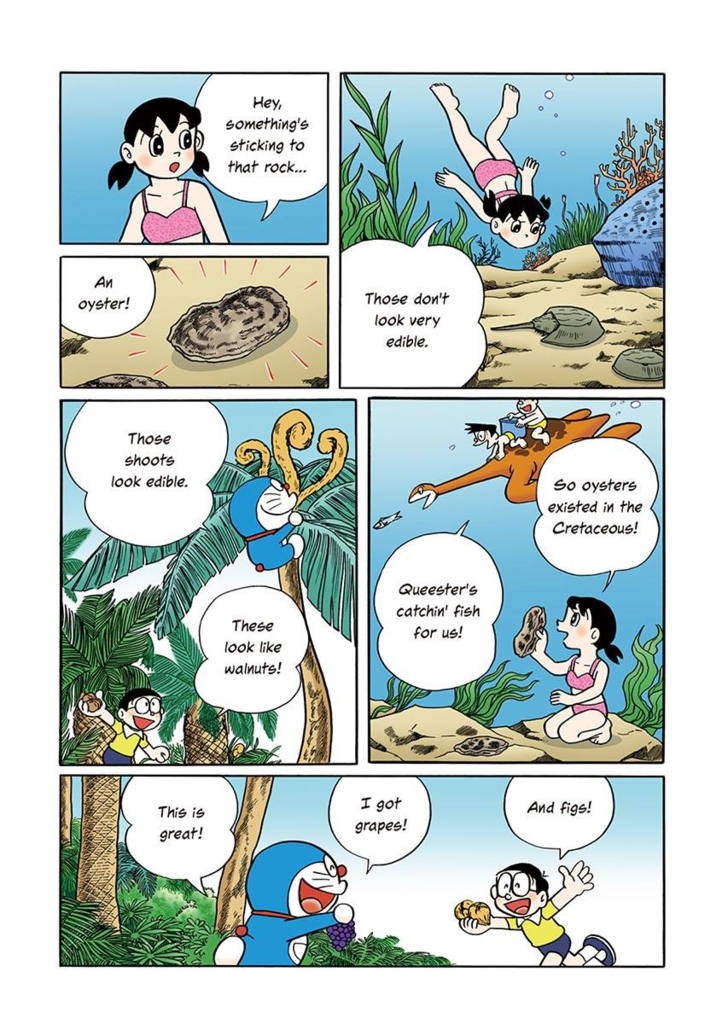 Hey,
something's
sticking to
that rock...
Those don't
look very
edible.
An
oyster!
Those
shoots
look edible.
These
look like
walnuts!
So oysters
existed in the
Cretaceous!
Queester's
catchin' fish
for us!
This is
great!
I got
grapes!
And figs!